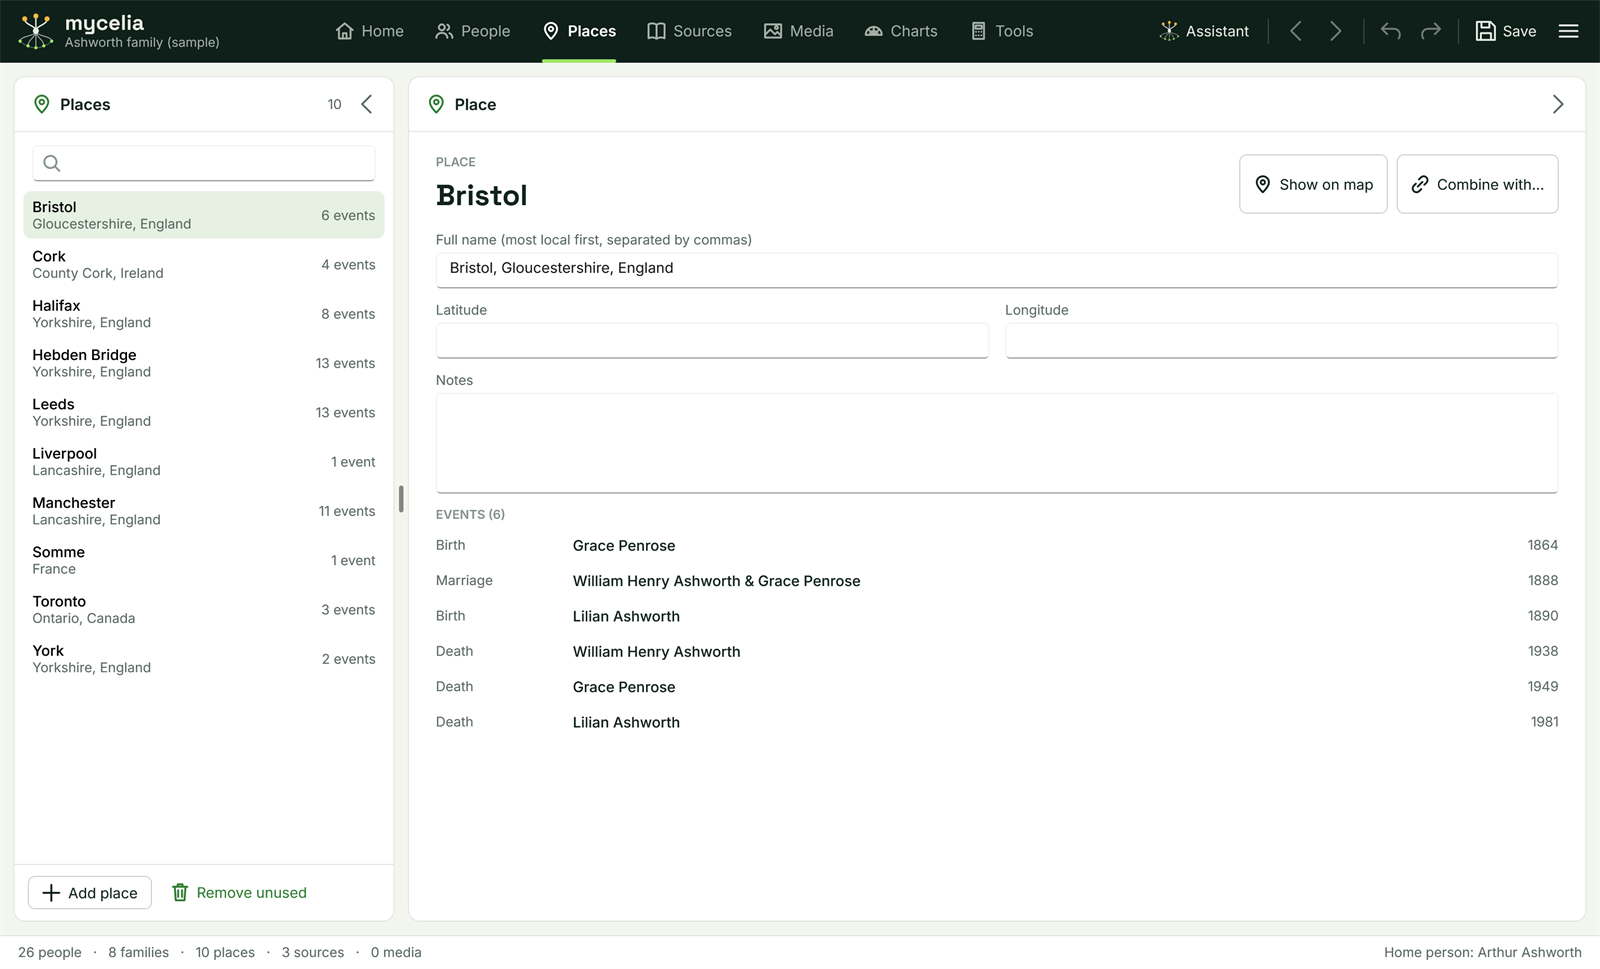 mycelia
Ashworth family (sample)
Home
People
Places
Sources
Media
Charts
Tools
Assistant
Save
Places
10
Bristol
Gloucestershire, England
6 events
Cork
County Cork, Ireland
4 events
Halifax
Yorkshire, England
8 events
Hebden Bridge
Yorkshire, England
13 events
Leeds
Yorkshire, England
13 events
Liverpool
Lancashire, England
1 event
Manchester
Lancashire, England
11 events
Somme
France
1 event
Toronto
Ontario, Canada
3 events
York
Yorkshire, England
2 events
Add place
Remove unused
Place
PLACE
Bristol
Show on map
Combine with...
Full name (most local first, separated by commas)
Bristol, Gloucestershire, England
Latitude
Longitude
Notes
EVENTS (6)
Birth Grace Penrose 1864
Marriage William Henry Ashworth & Grace Penrose 1888
Birth Lilian Ashworth 1890
Death William Henry Ashworth 1938
Death Grace Penrose 1949
Death Lilian Ashworth 1981
26 people · 8 families · 10 places · 3 sources · 0 media
Home person: Arthur Ashworth